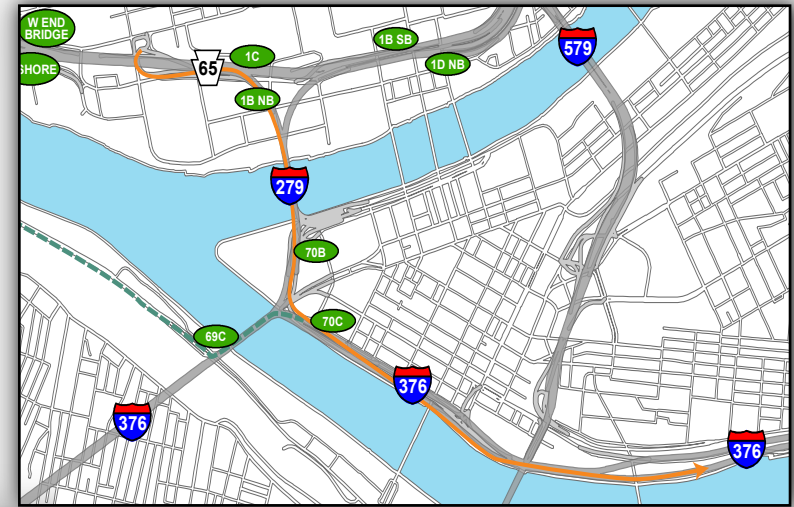 W END
BRIDGE
SHORE
65
1C
1B SB
1D NB
579
1B NB
279
70B
69C
70C
376
376
376